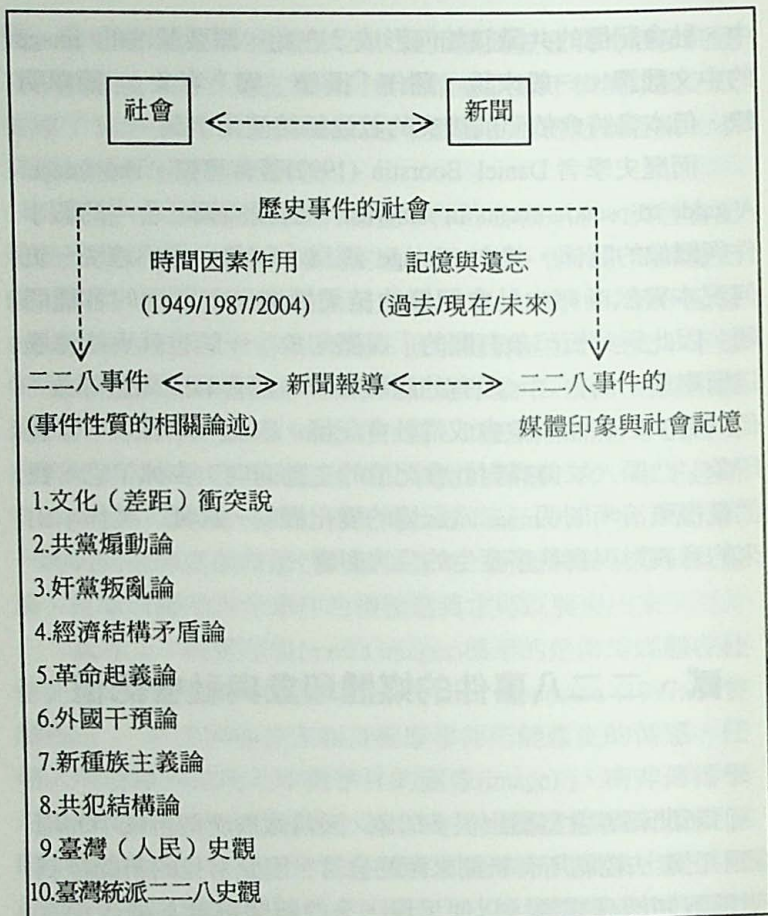 社會 新聞
歷史事件的社會
時間因素作用 記憶與遺忘
(1949/1987/2004) (過去/現在/未來)
二二八事件 新聞報導 二二八事件的
(事件性質的相關論述) 媒體印象與社會記憶
1.文化（差距）衝突說
2.共黨煽動論
3.奸黨叛亂論
4.經濟結構矛盾論
5.革命起義論
6.外國干預論
7.新種族主義論
8.共犯結構論
9.臺灣（人民）史觀
10.臺灣統派二二八史觀